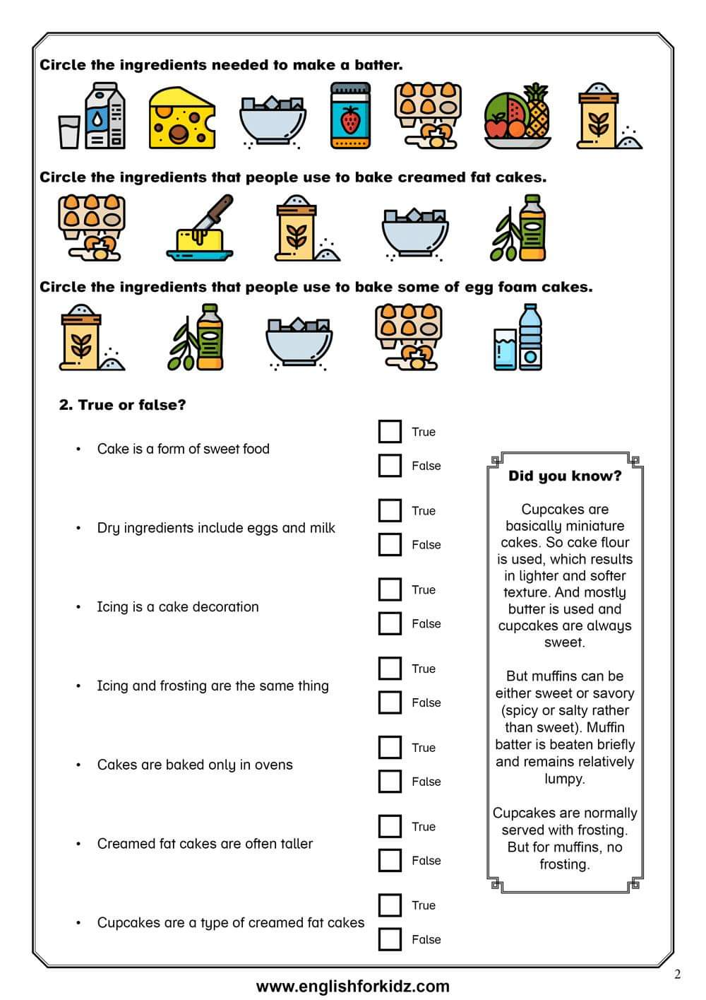 Circle the ingredients needed to make a batter.
Circle the ingredients that people use to bake creamed fat cakes.
Circle the ingredients that people use to bake some of egg foam cakes.
2. True or false?
• Cake is a form of sweet food
True
False
• Dry ingredients include eggs and milk
True
False
• Icing is a cake decoration
True
False
• Icing and frosting are the same thing
True
False
• Cakes are baked only in ovens
True
False
• Creamed fat cakes are often taller
True
False
• Cupcakes are a type of creamed fat cakes
True
False
Did you know?
Cupcakes are
basically miniature
cakes. So cake flour
is used, which results
in lighter and softer
texture. And mostly
butter is used and
cupcakes are always
sweet.
But muffins can be
either sweet or savory
(spicy or salty rather
than sweet). Muffin
batter is beaten briefly
and remains relatively
lumpy.
Cupcakes are normally
served with frosting.
But for muffins, no
frosting.
2
www.englishforkidz.com